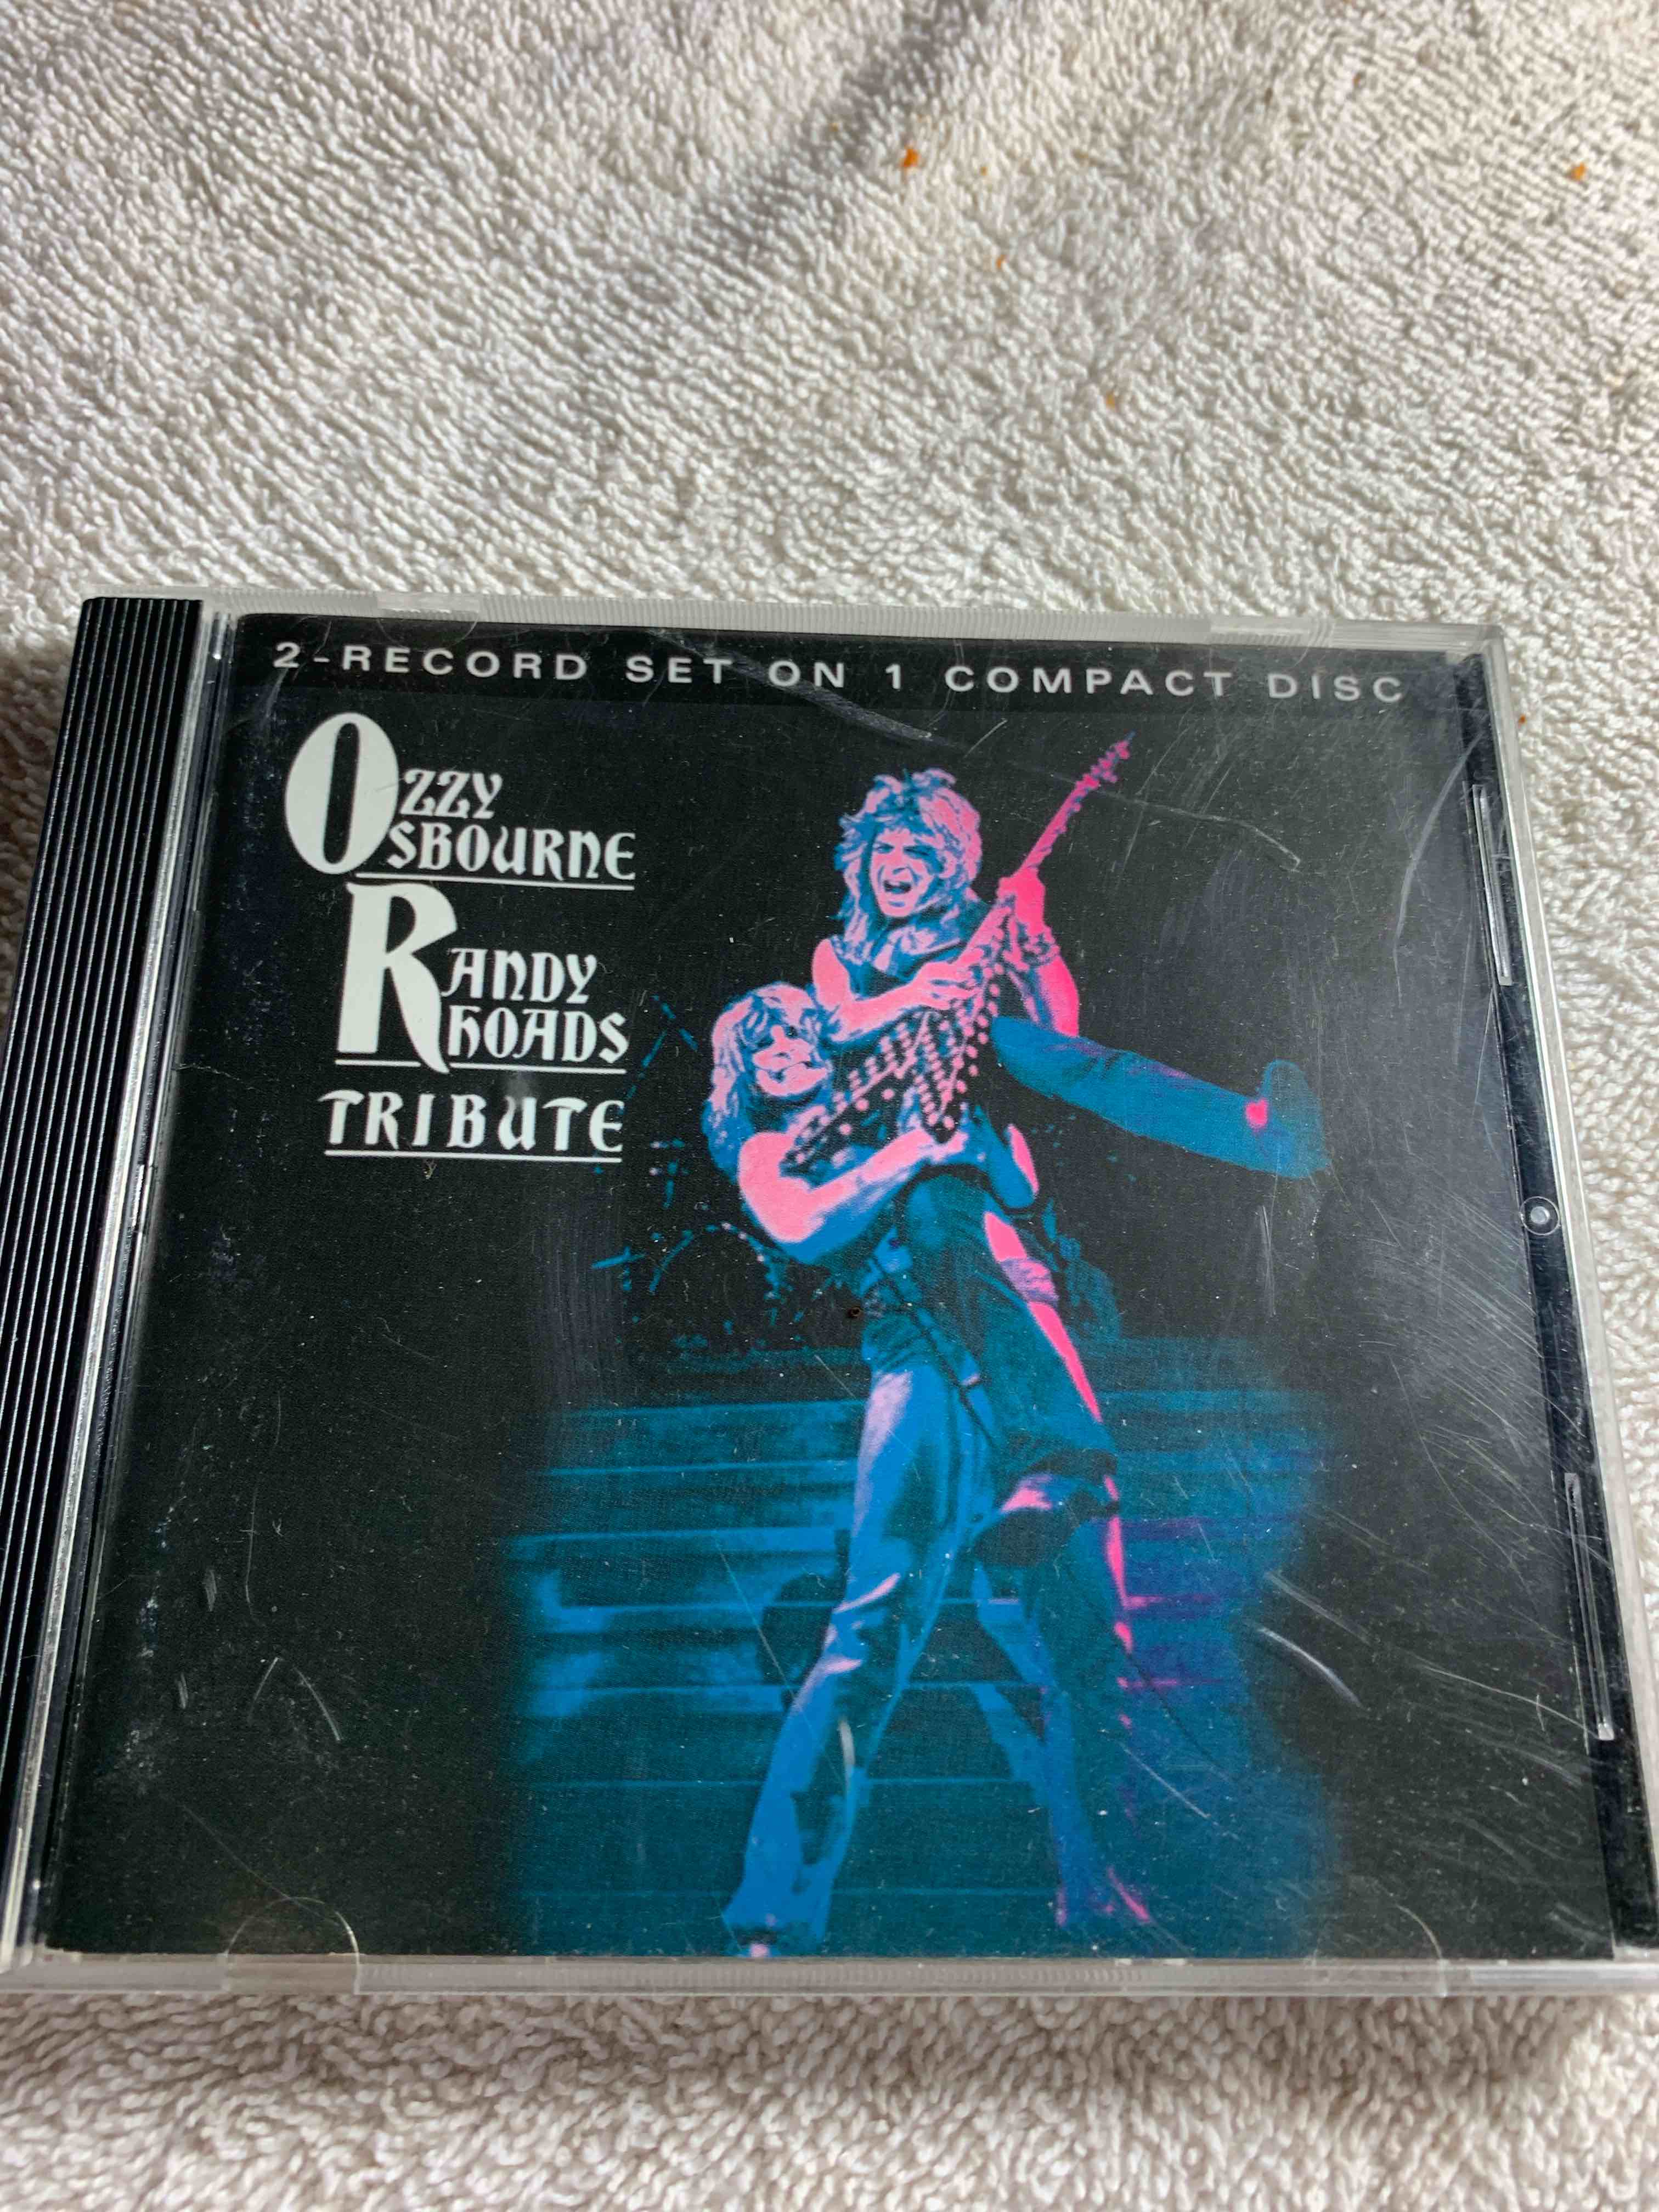 2-RECORD SET ON 1 COMPACT DISC
OZZY
OSBOURNE
RANDY
RHOADS
TRIBUTE